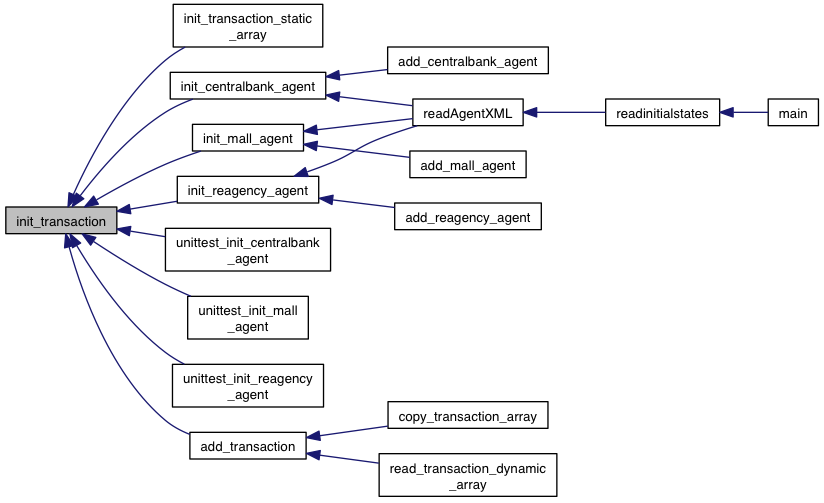 init_transaction_static
_array
add_centralbank_agent
init_centralbank_agent
readAgentXML
readinitialstates
main
init_mall_agent
add_mall_agent
init_reagency_agent
add_reagency_agent
init_transaction
unittest_init_centralbank
_agent
unittest_init_mall
_agent
unittest_init_reagency
_agent
copy_transaction_array
add_transaction
read_transaction_dynamic
_array